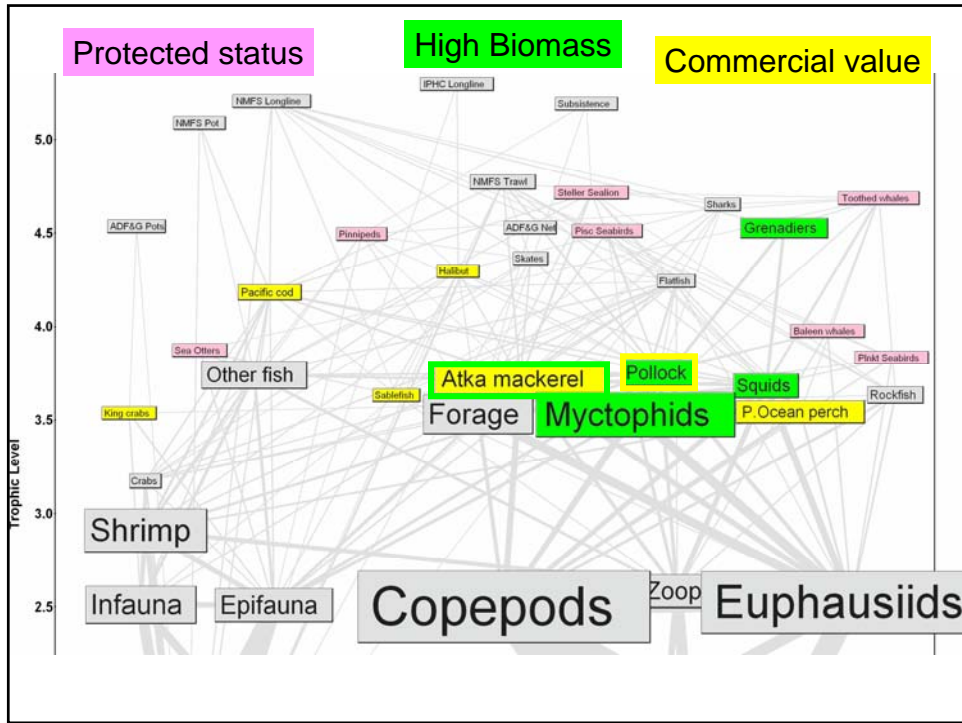 Protected status
High Biomass
Commercial value
IPHC Longline
NMFS Longline
Subsistence
NMFS Pot
5.0
NMFS Trawl
Steller Sealion
Toothed whales
Sharks
ADF&G Pots
Pinnipeds
ADF&G Net
Pisc Seabirds
Grenadiers
4.5
Skates
Halibut
Flatfish
Pacific cod
4.0
Baleen whales
Sea Otters
Plnkt Seabirds
Other fish
Atka mackerel
Pollock
Squids
Sablefish
Rockfish
King crabs
Forage
Myctophids
P.Ocean perch
3.5
Trophic Level
Crabs
3.0
Shrimp
2.5
Infauna
Epifauna
Copepods
Zoop
Euphausiids